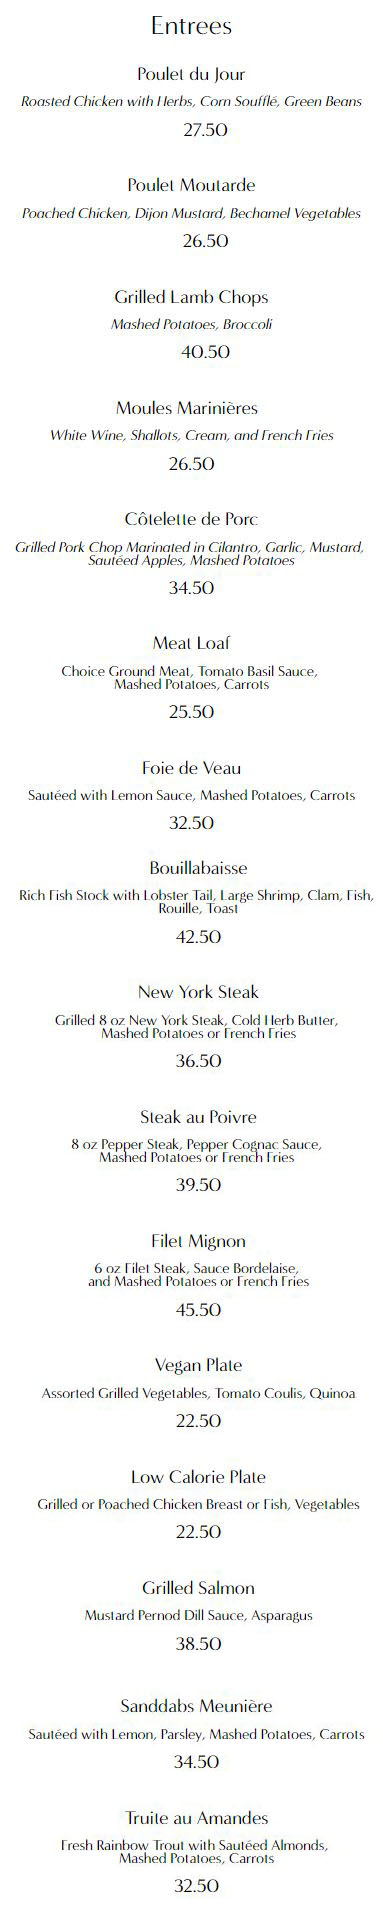 Entrees
Poulet du Jour
Roasted Chicken with Herbs, Corn Soufflé, Green Beans
27.50
Poulet Moutarde
Poached Chicken, Dijon Mustard, Bechamel Vegetables
26.50
Grilled Lamb Chops
Mashed Potatoes, Broccoli
40.50
Moules Marinières
White Wine, Shallots, Cream, and French Fries
26.50
Côtelette de Porc
Grilled Pork Chop Marinated in Cilantro, Garlic, Mustard,
Sautéed Apples, Mashed Potatoes
34.50
Meat Loaf
Choice Ground Meat, Tomato Basil Sauce,
Mashed Potatoes, Carrots
25.50
Foie de Veau
Sautéed with Lemon Sauce, Mashed Potatoes, Carrots
32.50
Bouillabaisse
Rich Fish Stock with Lobster Tail, Large Shrimp, Clam, Fish,
Rouille, Toast
42.50
New York Steak
Grilled 8 oz New York Steak, Cold Herb Butter,
Mashed Potatoes or French Fries
36.50
Steak au Poivre
8 oz Pepper Steak, Pepper Cognac Sauce,
Mashed Potatoes or French Fries
39.50
Filet Mignon
6 oz Filet Steak, Sauce Bordelaise,
and Mashed Potatoes or French Fries
45.50
Vegan Plate
Assorted Grilled Vegetables, Tomato Coulis, Quinoa
22.50
Low Calorie Plate
Grilled or Poached Chicken Breast or Fish, Vegetables
22.50
Grilled Salmon
Mustard Pernod Dill Sauce, Asparagus
38.50
Sanddabs Meunière
Sautéed with Lemon, Parsley, Mashed Potatoes, Carrots
34.50
Truite au Amandes
Fresh Rainbow Trout with Sautéed Almonds,
Mashed Potatoes, Carrots
32.50